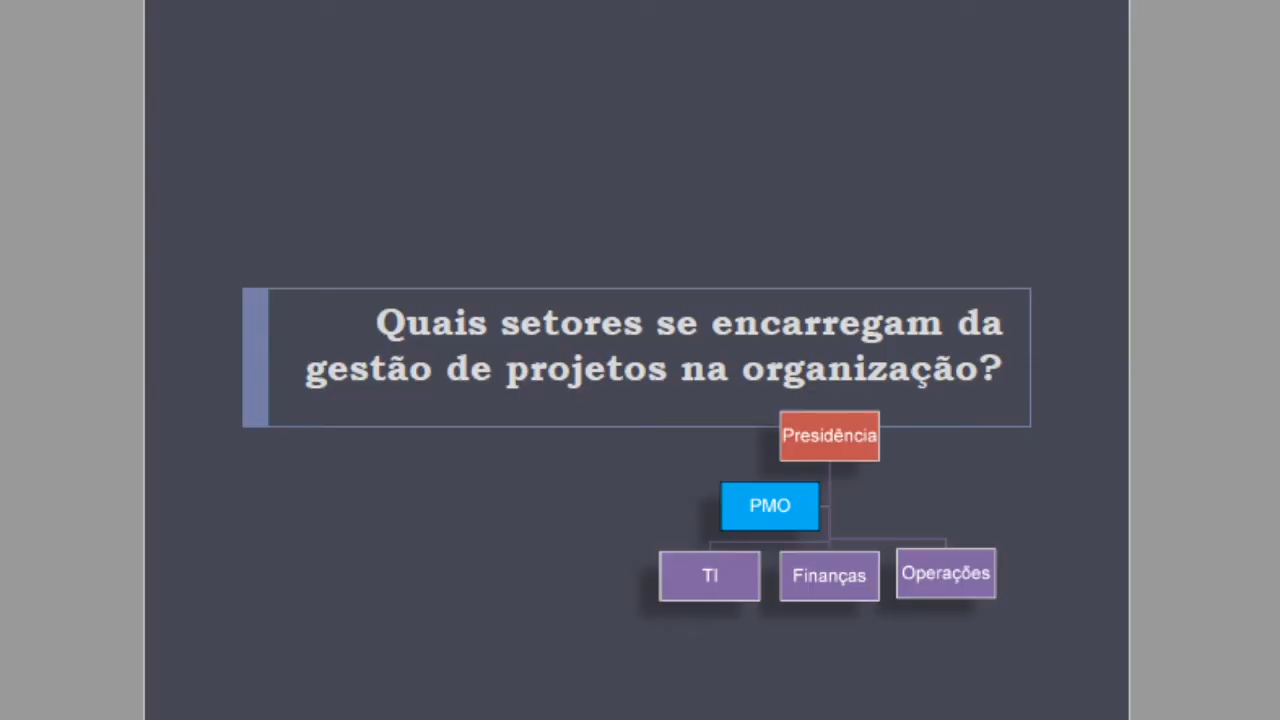 Quais setores se encarregam da
gestão de projetos na organização?
Presidência
PMO
TI
Finanças
Operações